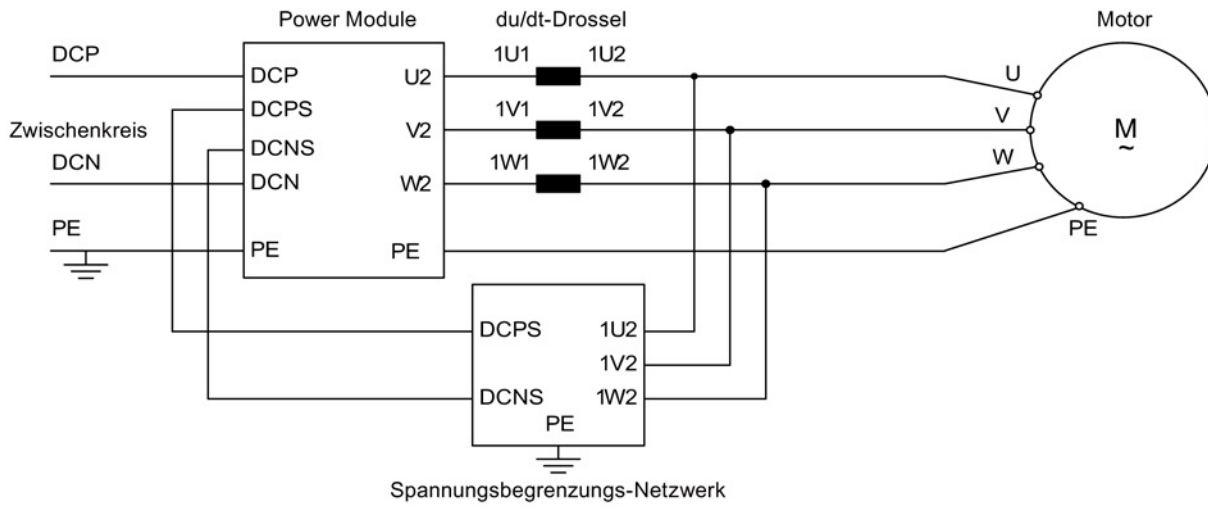 Power Module
du/dt-Drossel
Motor
DCP
DCP
U2
1U1
1U2
U
DCPS
Zwischenkreis
V2
1V1
1V2
V
M
~
DCNS
DCN
DCN
W2
1W1
1W2
W
PE
PE
PE
PE
DCPS
1U2
1V2
DCNS
1W2
PE
Spannungsbegrenzungs-Netzwerk